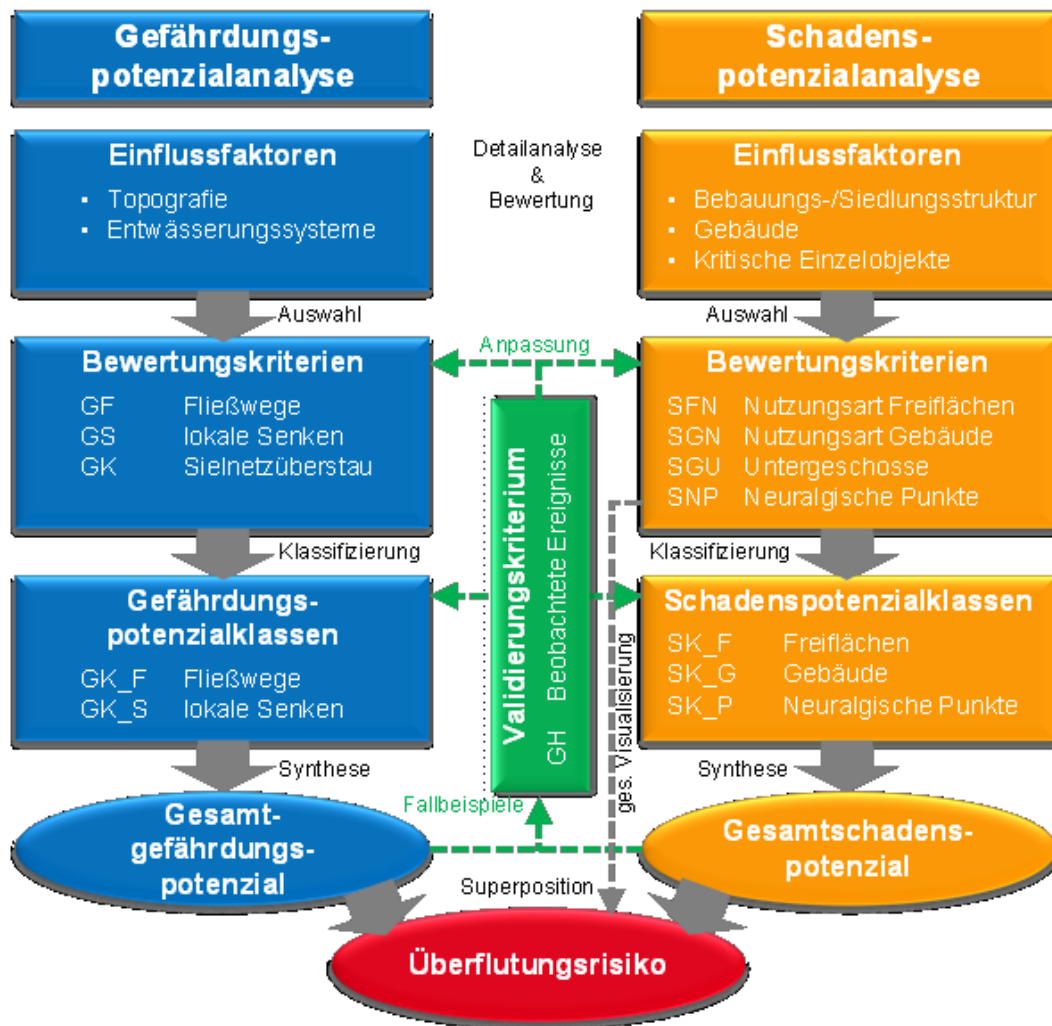 Gefährdungs-
potenzialanalyse
Schadens-
potenzialanalyse
Einflussfaktoren
▪ Topografie
▪ Entwässerungssysteme
Detailanalyse
&
Bewertung
Einflussfaktoren
▪ Bebauungs-/Siedlungsstruktur
▪ Gebäude
▪ Kritische Einzelobjekte
Auswahl
Auswahl
Bewertungskriterien
GF Fließwege
GS lokale Senken
GK Sielnetzüberstau
Anpassung
Bewertungskriterien
SFN Nutzungsart Freiflächen
SGN Nutzungsart Gebäude
SGU Untergeschosse
SNP Neuralgische Punkte
Validierungskriterium
GH Beobachtete Ereignisse
ges. Visualisierung
Klassifizierung
Klassifizierung
Gefährdungs-
potenzialklassen
GK_F Fließwege
GK_S lokale Senken
Schadenspotenzialklassen
SK_F Freiflächen
SK_G Gebäude
SK_P Neuralgische Punkte
Synthese
Synthese
Fallbeispiele
Gesamt-
gefährdungs-
potenzial
Gesamtschadens-
potenzial
Superposition
Überflutungsrisiko